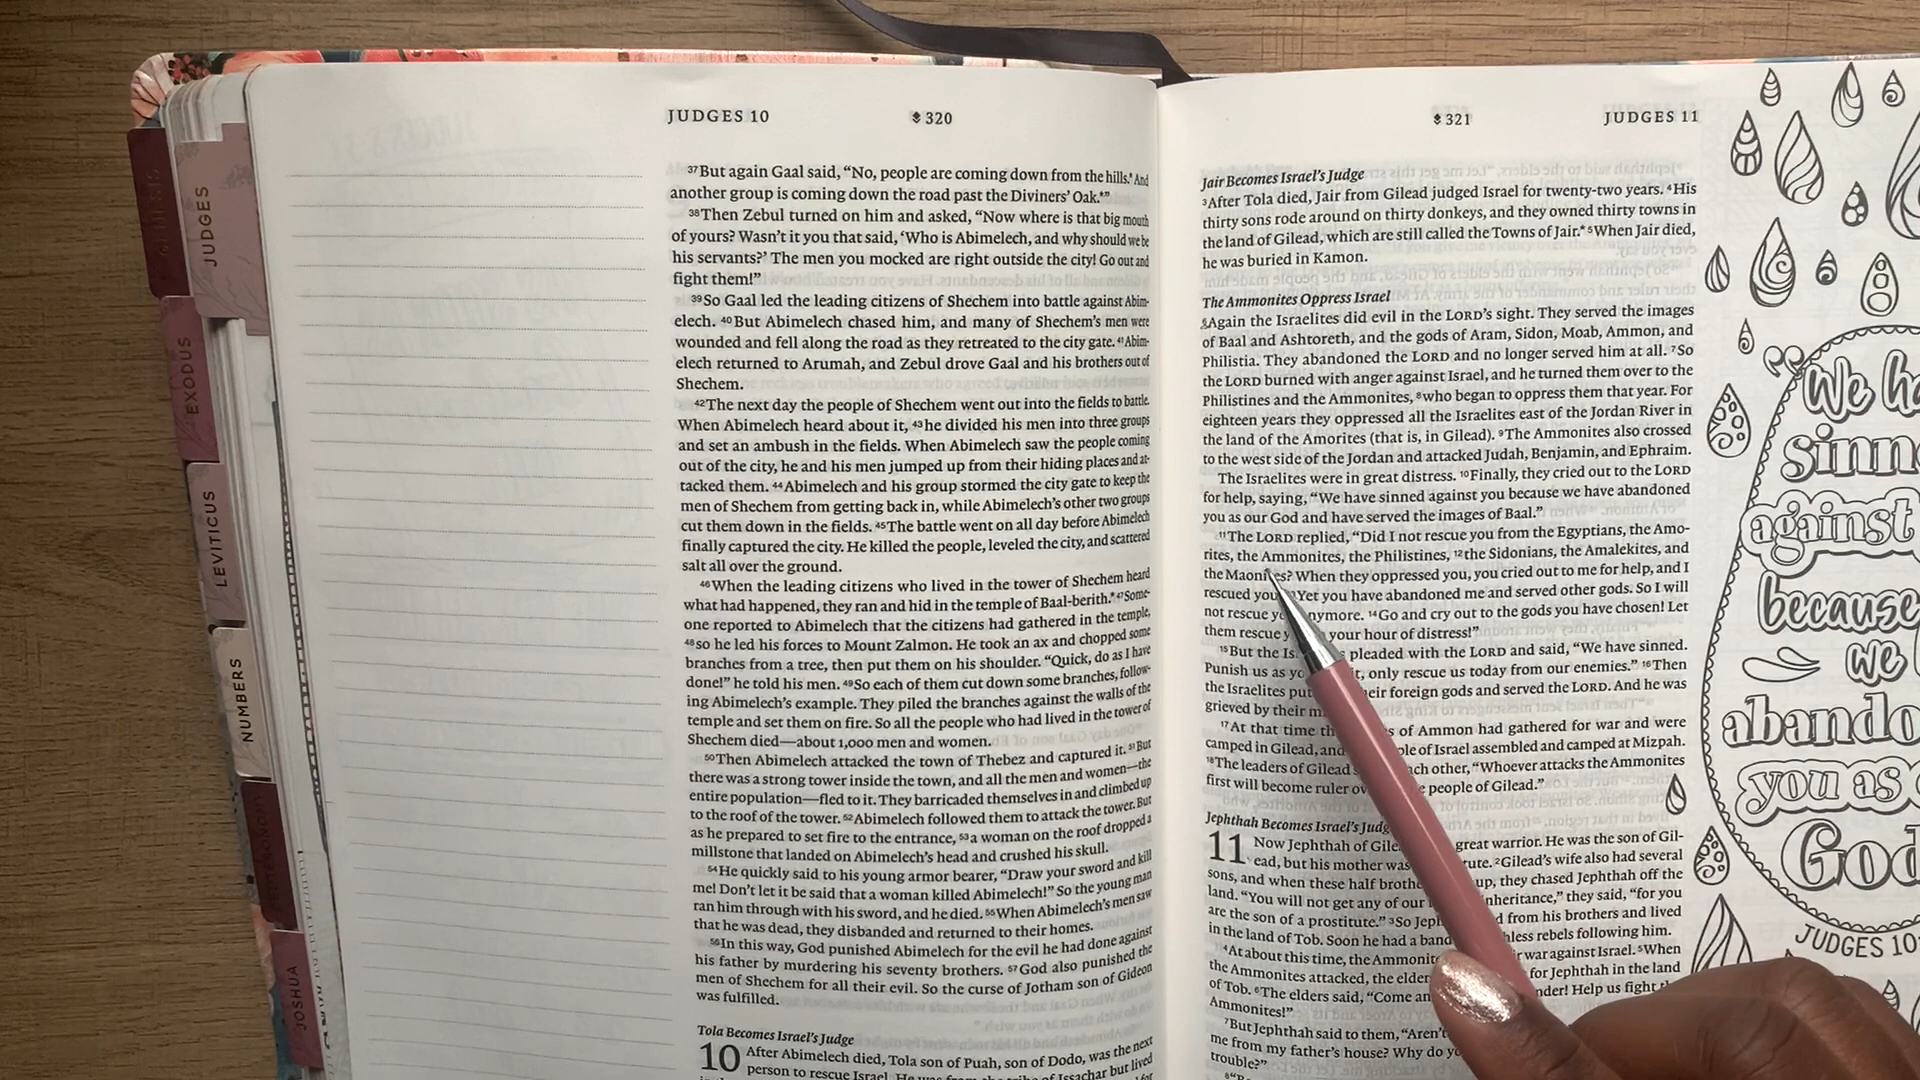 GENESIS
JUDGES
EXODUS
LEVITICUS
NUMBERS
DEUTERONOMY
JOSHUA
JUDGES 10
320
³⁷But again Gaal said, “No, people are coming down from the hills.* And
another group is coming down the road past the Diviners’ Oak.*”
³⁸Then Zebul turned on him and asked, “Now where is that big mouth
of yours? Wasn’t it you that said, ‘Who is Abimelech, and why should we be
his servants?’ The men you mocked are right outside the city! Go out and
fight them!”
³⁹So Gaal led the leading citizens of Shechem into battle against Abim-
elech. ⁴⁰But Abimelech chased him, and many of Shechem’s men were
wounded and fell along the road as they retreated to the city gate. ⁴¹Abim-
elech returned to Arumah, and Zebul drove Gaal and his brothers out of
Shechem.
⁴²The next day the people of Shechem went out into the fields to battle.
When Abimelech heard about it, ⁴³he divided his men into three groups
and set an ambush in the fields. When Abimelech saw the people coming
out of the city, he and his men jumped up from their hiding places and at-
tacked them. ⁴⁴Abimelech and his group stormed the city gate to keep the
men of Shechem from getting back in, while Abimelech’s other two groups
cut them down in the fields. ⁴⁵The battle went on all day before Abimelech
finally captured the city. He killed the people, leveled the city, and scattered
salt all over the ground.
⁴⁶When the leading citizens who lived in the tower of Shechem heard
what had happened, they ran and hid in the temple of Baal-berith.* ⁴⁷Some-
one reported to Abimelech that the citizens had gathered in the temple,
⁴⁸so he led his forces to Mount Zalmon. He took an ax and chopped some
branches from a tree, then put them on his shoulder. “Quick, do as I have
done!” he told his men. ⁴⁹So each of them cut down some branches, follow-
ing Abimelech’s example. They piled the branches against the walls of the
temple and set them on fire. So all the people who had lived in the tower of
Shechem died—about 1,000 men and women.
⁵⁰Then Abimelech attacked the town of Thebez and captured it. ⁵¹But
there was a strong tower inside the town, and all the men and women—the
entire population—fled to it. They barricaded themselves in and climbed up
to the roof of the tower. ⁵²Abimelech followed them to attack the tower. But
as he prepared to set fire to the entrance, ⁵³a woman on the roof dropped a
millstone that landed on Abimelech’s head and crushed his skull.
⁵⁴He quickly said to his young armor bearer, “Draw your sword and kill
me! Don’t let it be said that a woman killed Abimelech!” So the young man
ran him through with his sword, and he died. ⁵⁵When Abimelech’s men saw
that he was dead, they disbanded and returned to their homes.
⁵⁶In this way, God punished Abimelech for the evil he had done against
his father by murdering his seventy brothers. ⁵⁷God also punished the
men of Shechem for all their evil. So the curse of Jotham son of Gideon
was fulfilled.
Tola Becomes Israel’s Judge
10 After Abimelech died, Tola son of Puah, son of Dodo, was the next
person to rescue Israel. He was from the tribe of Issachar but lived
321
JUDGES 11
Jair Becomes Israel’s Judge
³After Tola died, Jair from Gilead judged Israel for twenty-two years. ⁴His
thirty sons rode around on thirty donkeys, and they owned thirty towns in
the land of Gilead, which are still called the Towns of Jair.* ⁵When Jair died,
he was buried in Kamon.
The Ammonites Oppress Israel
⁶Again the Israelites did evil in the LORD’s sight. They served the images
of Baal and Ashtoreth, and the gods of Aram, Sidon, Moab, Ammon, and
Philistia. They abandoned the LORD and no longer served him at all. ⁷So
the LORD burned with anger against Israel, and he turned them over to the
Philistines and the Ammonites, ⁸who began to oppress them that year. For
eighteen years they oppressed all the Israelites east of the Jordan River in
the land of the Amorites (that is, in Gilead). ⁹The Ammonites also crossed
to the west side of the Jordan and attacked Judah, Benjamin, and Ephraim.
The Israelites were in great distress. ¹⁰Finally, they cried out to the LORD
for help, saying, “We have sinned against you because we have abandoned
you as our God and have served the images of Baal.”
¹¹The LORD replied, “Did I not rescue you from the Egyptians, the Amo-
rites, the Ammonites, the Philistines, ¹²the Sidonians, the Amalekites, and
the Maonites? When they oppressed you, you cried out to me for help, and I
rescued you. Yet you have abandoned me and served other gods. So I will
not rescue you anymore. ¹⁴Go and cry out to the gods you have chosen! Let
them rescue your hour of distress!”
¹⁵But the Is pleaded with the LORD and said, “We have sinned.
Punish us as yo it, only rescue us today from our enemies.” ¹⁶Then
the Israelites put eir foreign gods and served the LORD. And he was
grieved by their m
¹⁷At that time th s of Ammon had gathered for war and were
camped in Gilead, and ple of Israel assembled and camped at Mizpah.
¹⁸The leaders of Gilead s ach other, “Whoever attacks the Ammonites
first will become ruler ov e people of Gilead.”
Jephthah Becomes Israel’s Judg
11 Now Jephthah of Gile great warrior. He was the son of Gil-
ead, but his mother was tute. ²Gilead’s wife also had several
sons, and when these half brothe up, they chased Jephthah off the
land. “You will not get any of our nheritance,” they said, “for you
are the son of a prostitute.” ³So Jep d from his brothers and lived
in the land of Tob. Soon he had a band hless rebels following him.
⁴At about this time, the Ammonite ir war against Israel. ⁵When
the Ammonites attacked, the elder for Jephthah in the land
of Tob. ⁶The elders said, “Come an nder! Help us fight
Ammonites!”
⁷But Jephthah said to them, “Aren’t
me from my father’s house? Why do yo
trouble?”
“We ha
sinne
against
because
we
abando
you as
God
JUDGES 10: